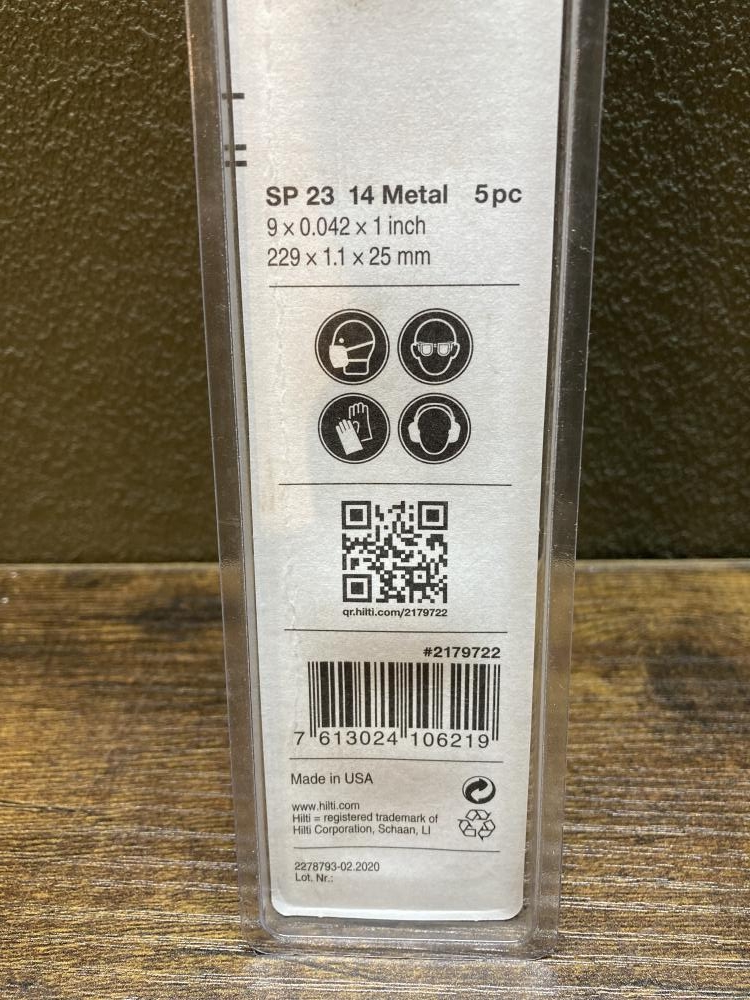 SP 23 14 Metal 5pc
9 x 0.042 x 1 inch
229 x 1.1 x 25 mm
qr.hilti.com/2179722
#2179722
7 613024 106219
Made in USA
www.hilti.com
Hilti = registered trademark of
Hilti Corporation, Schaan, LI
2278793-02.2020
Lot. Nr.: